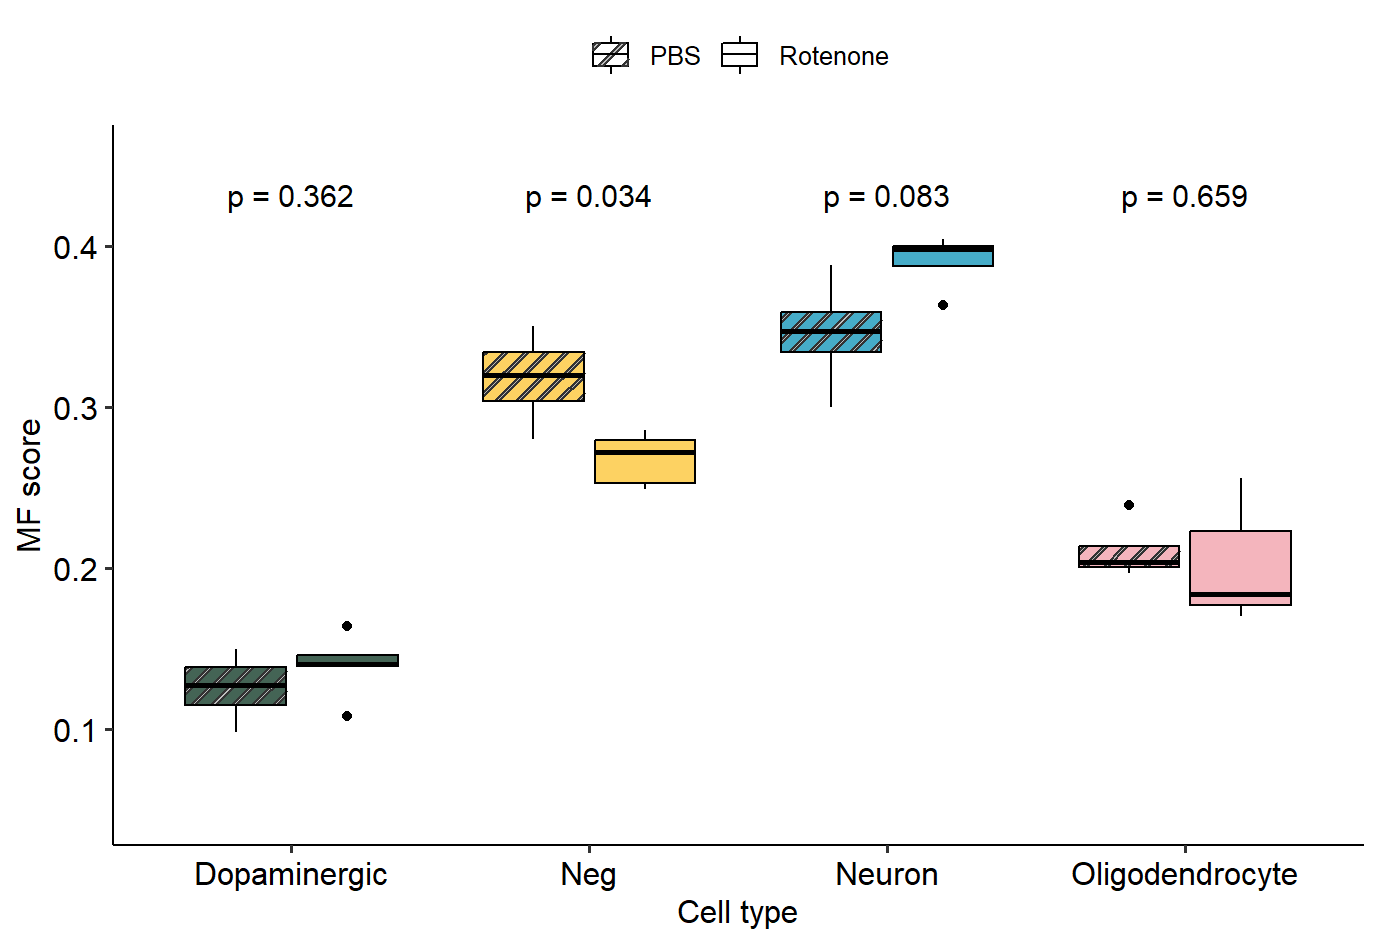 PBS Rotenone
p = 0.362 p = 0.034 p = 0.083 p = 0.659
0.4
0.3
0.2
0.1
MF score
Dopaminergic Neg Neuron Oligodendrocyte
Cell type